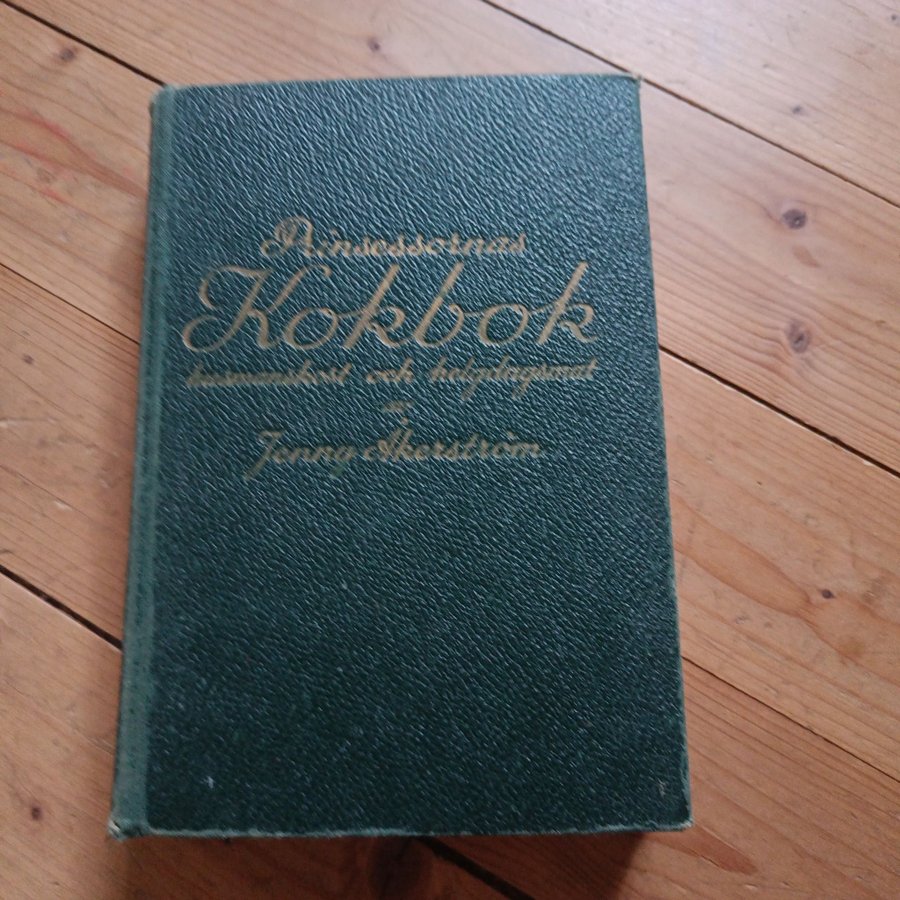 Prinsessornas
Kokbok
husmanskost och helgdagsmat
av
Jenny Åkerström